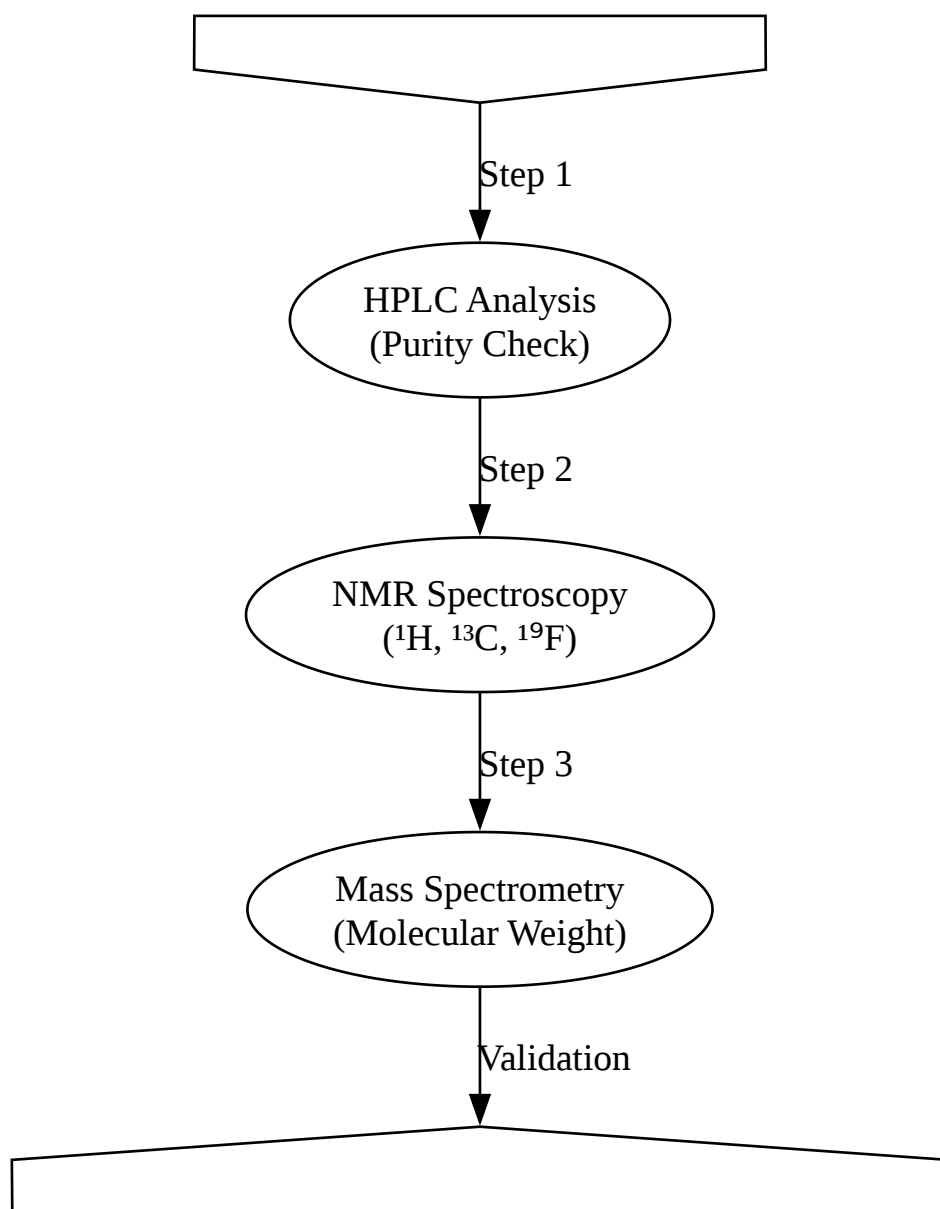 Step 1
HPLC Analysis
(Purity Check)
Step 2
NMR Spectroscopy
(¹H, ¹³C, ¹⁹F)
Step 3
Mass Spectrometry
(Molecular Weight)
Validation